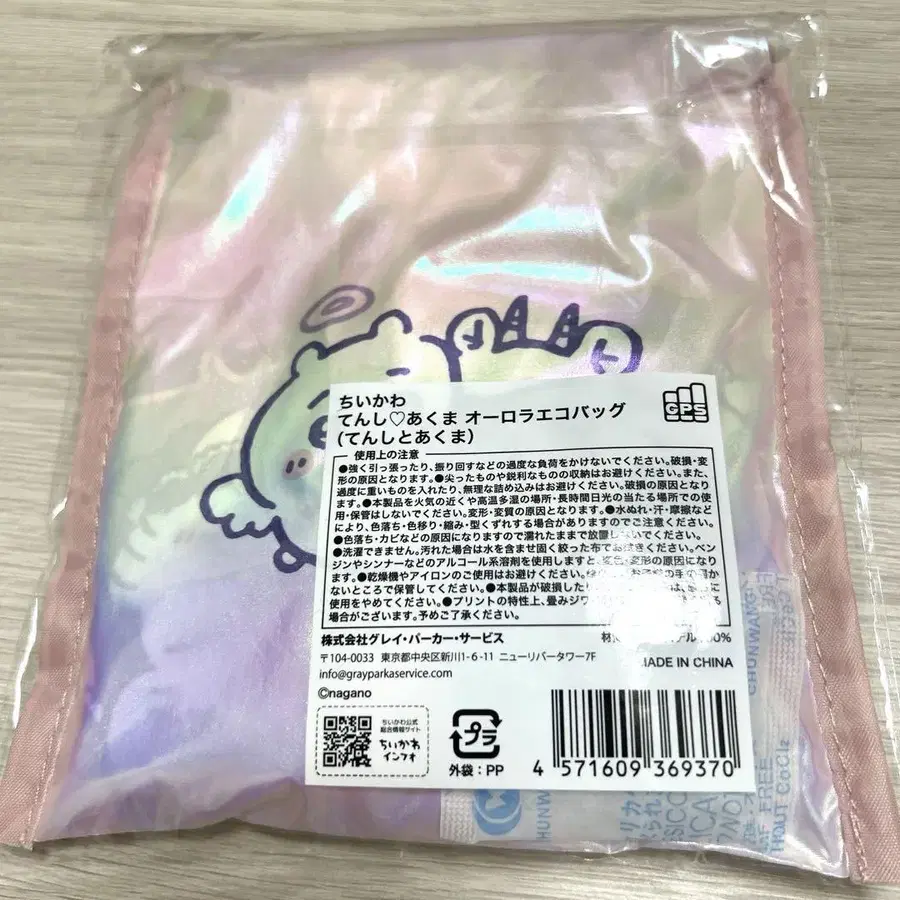 ちいかわ
てんし♡あくま オーロラエコバッグ
(てんしとあくま)
GPS
使用上の注意
●強く引っ張ったり、振り回すなどの過度な負荷をかけないでください。破損・変
形の原因となります。●尖ったものや鋭利なものの収納はお避けください。また、
過度に重いものを入れたり、無理な詰め込みはお避けください。破損の原因となりま
す。●本製品を火気の近くや高温多湿の場所・長時間日光の当たる場所での使
用・保管はしないでください。変形・変質の原因となります。●水ぬれ・汗・摩擦など
により、色落ち・色移り・縮み・型くずれする場合がありますのでご注意ください。
●色落ち・カビなどの原因になりますので濡れたままで放置しないでください。
●洗濯できません。汚れた場合は水を含ませ固く絞った布でお拭きください。ベン
ジンやシンナーなどのアルコール系溶剤を使用しますと、変色・変形の原因になり
ます。●乾燥機やアイロンのご使用はお避けください。 の手の届か
ないところで保管してください。●本製品が破損したり
使用をやめてください。●プリントの特性上、畳みジワ
場合がございます。予めご了承ください。
株式会社グレイ・パーカー・サービス
〒104-0033 東京都中央区新川1-6-11 ニューリバータワー7F
info@grayparkaservice.com
MADE IN CHINA
©nagano
ちいかわ公式
総合情報サイト
ちいかわ
インフォ
プラ
外袋:PP
4 571609 369370
CHUNWANG
HUNW
FREE
THOUT CoCl2